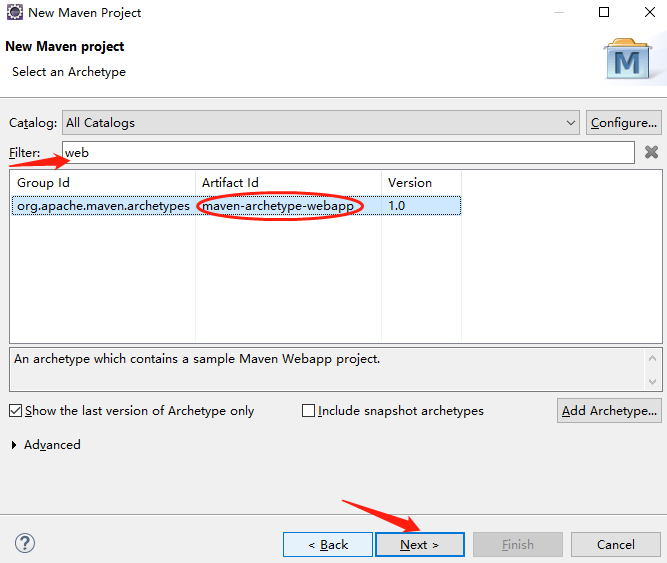 New Maven Project
New Maven project
Select an Archetype
M
Catalog: All Catalogs Configure...
Filter: web
Group Id Artifact Id Version
org.apache.maven.archetypes maven-archetype-webapp 1.0
An archetype which contains a sample Maven Webapp project.
Show the last version of Archetype only Include snapshot archetypes Add Archetype...
Advanced
? < Back Next > Finish Cancel